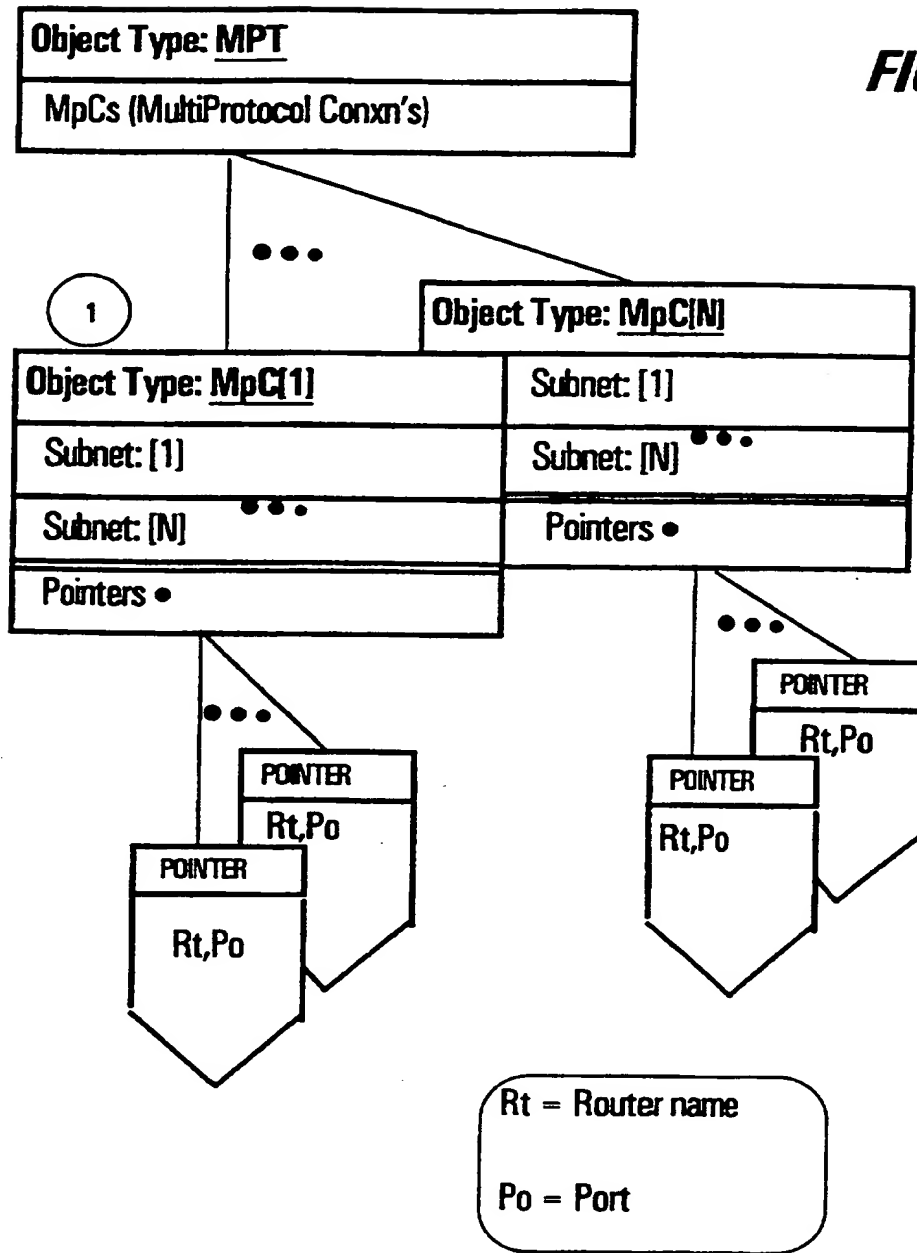 Object Type: MPT
MpCs (MultiProtocol Conxn's)
1
Object Type: MpC[1]
Subnet: [1]
Subnet: [N]
Pointers
Object Type: MpC[N]
Subnet: [1]
Subnet: [N]
Pointers
POINTER
Rt,Po
POINTER
Rt,Po
POINTER
Rt,Po
POINTER
Rt,Po
Rt = Router name
Po = Port